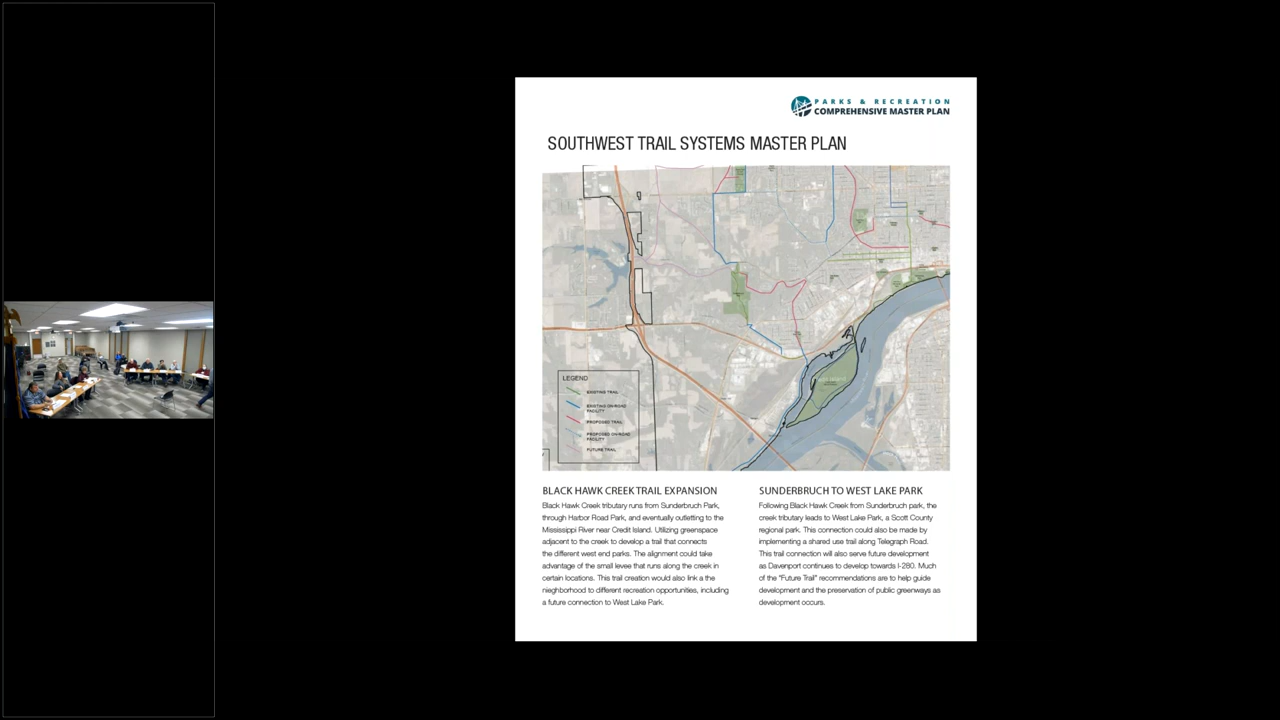 PARKS & RECREATION
COMPREHENSIVE MASTER PLAN
SOUTHWEST TRAIL SYSTEMS MASTER PLAN
LEGEND
EXISTING TRAIL
EXISTING ON-ROAD
FACILITY
PROPOSED TRAIL
PROPOSED ON-ROAD
FACILITY
FUTURE TRAIL
BLACK HAWK CREEK TRAIL EXPANSION
Black Hawk Creek tributary runs from Sunderbruch Park,
through Harbor Road Park, and eventually outletting to the
Mississippi River near Credit Island. Utilizing greenspace
adjacent to the creek to develop a trail that connects
the different west end parks. The alignment could take
advantage of the small levee that runs along the creek in
certain locations. This trail creation would also link a the
nieghborhood to different recreation opportunities, including
a future connection to West Lake Park.
SUNDERBRUCH TO WEST LAKE PARK
Following Black Hawk Creek from Sunderbruch park, the
creek tributary leads to West Lake Park, a Scott County
regional park. This connection could also be made by
implementing a shared use trail along Telegraph Road.
This trail connection will also serve future development
as Davenport continues to develop towards I-280. Much
of the "Future Trail" recommendations are to help guide
development and the preservation of public greenways as
development occurs.